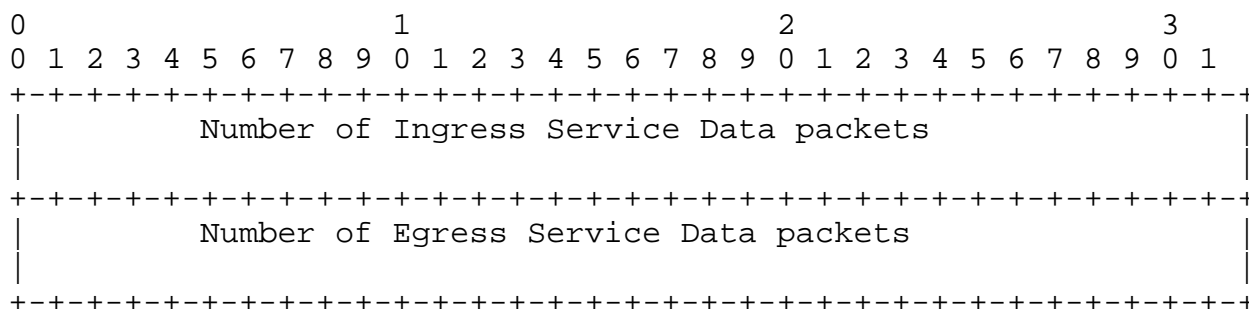 0                   1                   2                   3
0 1 2 3 4 5 6 7 8 9 0 1 2 3 4 5 6 7 8 9 0 1 2 3 4 5 6 7 8 9 0 1
+-+-+-+-+-+-+-+-+-+-+-+-+-+-+-+-+-+-+-+-+-+-+-+-+-+-+-+-+-+-+-+-+
|         Number of Ingress Service Data packets                |
|                                                               |
+-+-+-+-+-+-+-+-+-+-+-+-+-+-+-+-+-+-+-+-+-+-+-+-+-+-+-+-+-+-+-+-+
|         Number of Egress Service Data packets                 |
|                                                               |
+-+-+-+-+-+-+-+-+-+-+-+-+-+-+-+-+-+-+-+-+-+-+-+-+-+-+-+-+-+-+-+-+